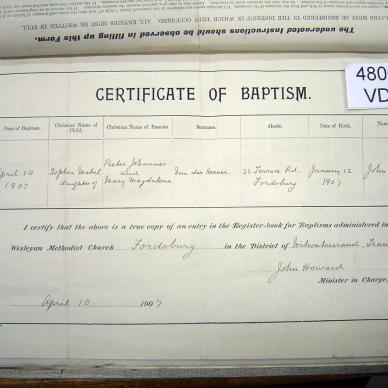 The undernoted Instructions should be observed in filling up this Form.
480
VD
CERTIFICATE OF BAPTISM.
Date of Baptism. Christian Name of Child. Christian Name of Parents. Surname. Abode. Date of Birth.
April 10 1907 Sophia Mabel daughter of Pieter Johannes and Mary Magdalene Van der Heever. 33 Terrace Rd. Fordsburg January 12 1907 John
I certify that the above is a true copy of an entry in the Register-book for Baptisms administered in
Wesleyan Methodist Church Fordsburg in the District of Witwatersrand, Tran
John Howard
Minister in Charge.
April 10. 1907